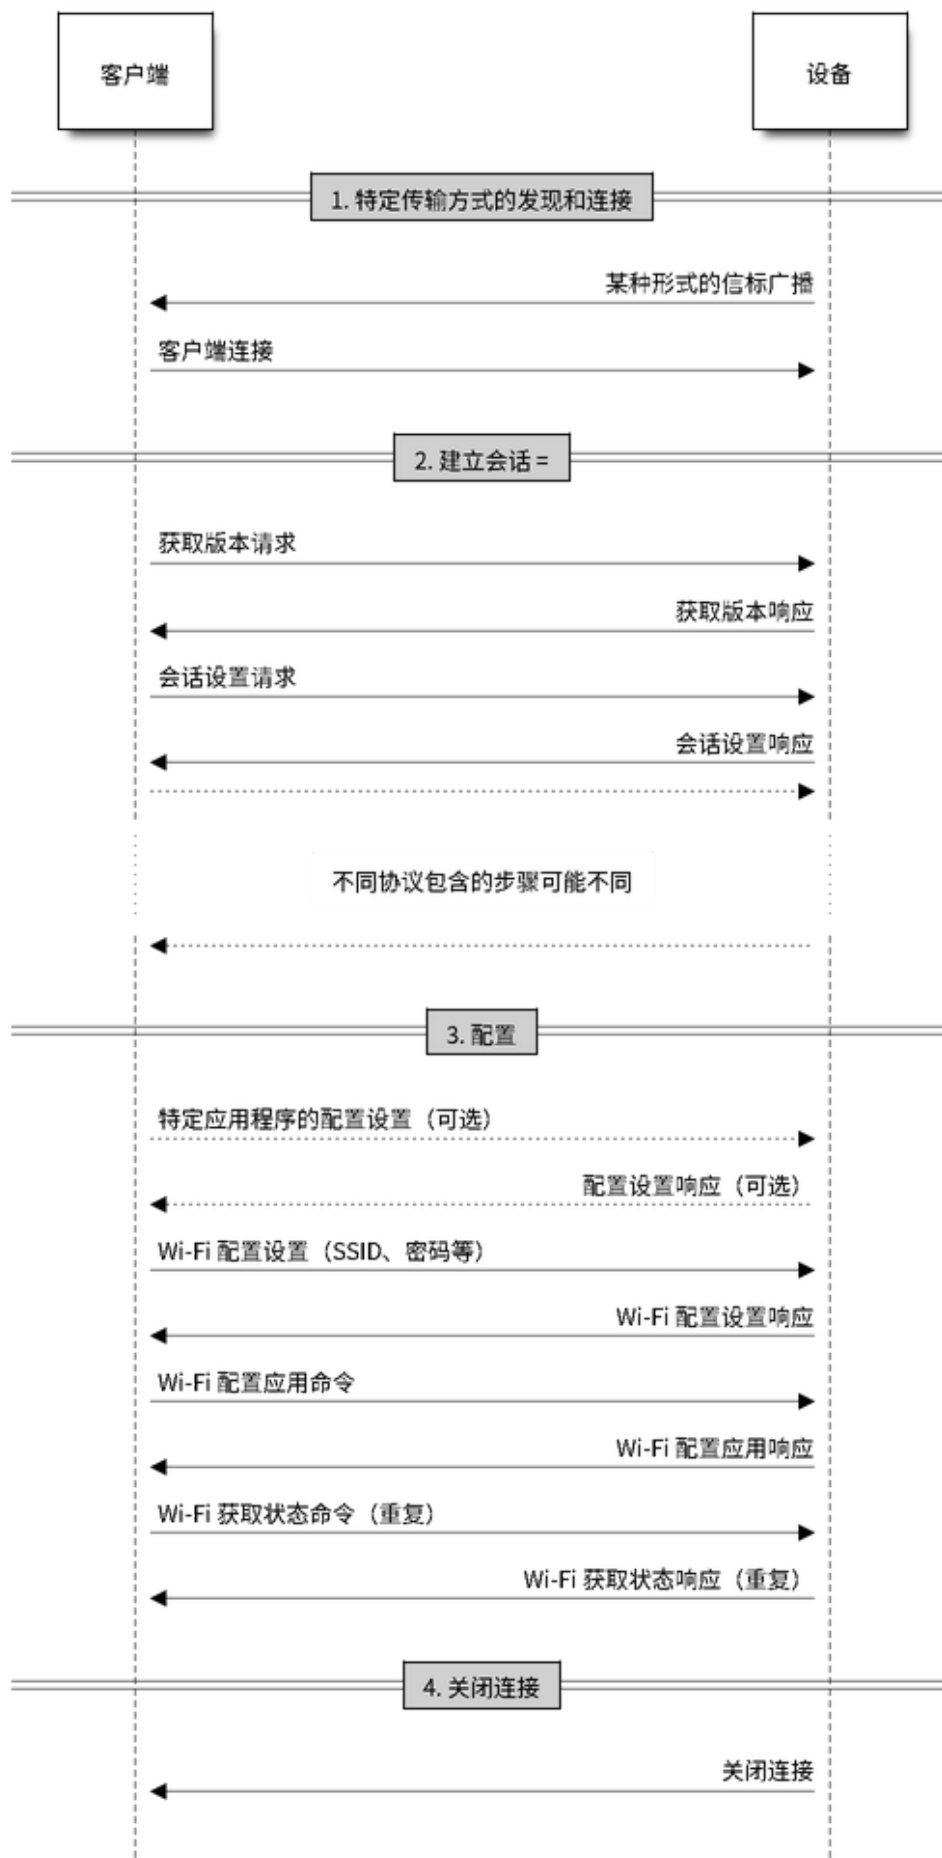 客户端
设备
1. 特定传输方式的发现和连接
某种形式的信标广播
客户端连接
2. 建立会话 =
获取版本请求
获取版本响应
会话设置请求
会话设置响应
不同协议包含的步骤可能不同
3. 配置
特定应用程序的配置设置（可选）
配置设置响应（可选）
Wi-Fi 配置设置（SSID、密码等）
Wi-Fi 配置设置响应
Wi-Fi 配置应用命令
Wi-Fi 配置应用响应
Wi-Fi 获取状态命令（重复）
Wi-Fi 获取状态响应（重复）
4. 关闭连接
关闭连接